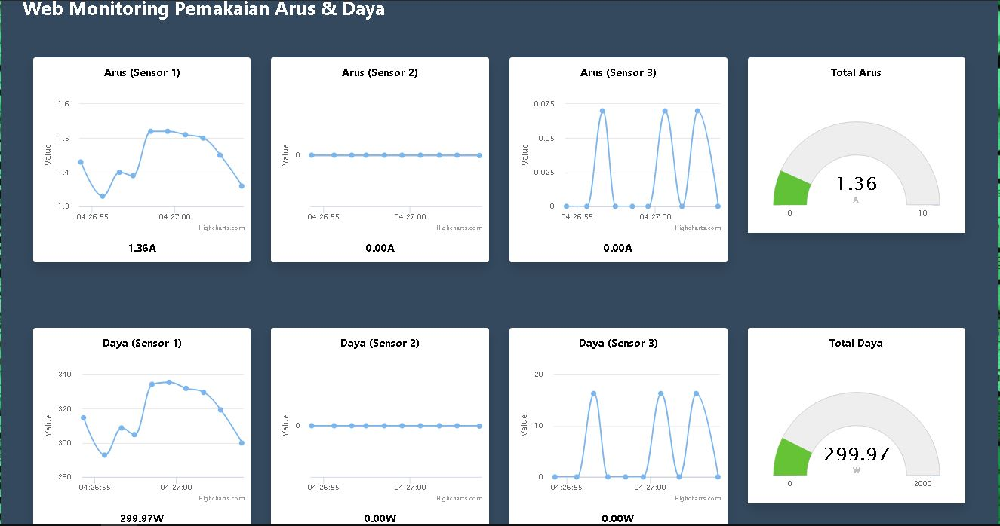 Web Monitoring Pemakaian Arus & Daya
Arus (Sensor 1)
Value
1.6
1.5
1.4
1.3
04:26:55 04:27:00
Highcharts.com
1.36A
Arus (Sensor 2)
Value
0
04:26:55 04:27:00
Highcharts.com
0.00A
Arus (Sensor 3)
Value
0.075
0.05
0.025
0
04:26:55 04:27:00
Highcharts.com
0.00A
Total Arus
1.36
A
0 10
Daya (Sensor 1)
Value
340
320
300
280
04:26:55 04:27:00
Highcharts.com
299.97W
Daya (Sensor 2)
Value
0
04:26:55 04:27:00
Highcharts.com
0.00W
Daya (Sensor 3)
Value
20
10
0
04:26:55 04:27:00
Highcharts.com
0.00W
Total Daya
299.97
W
0 2000